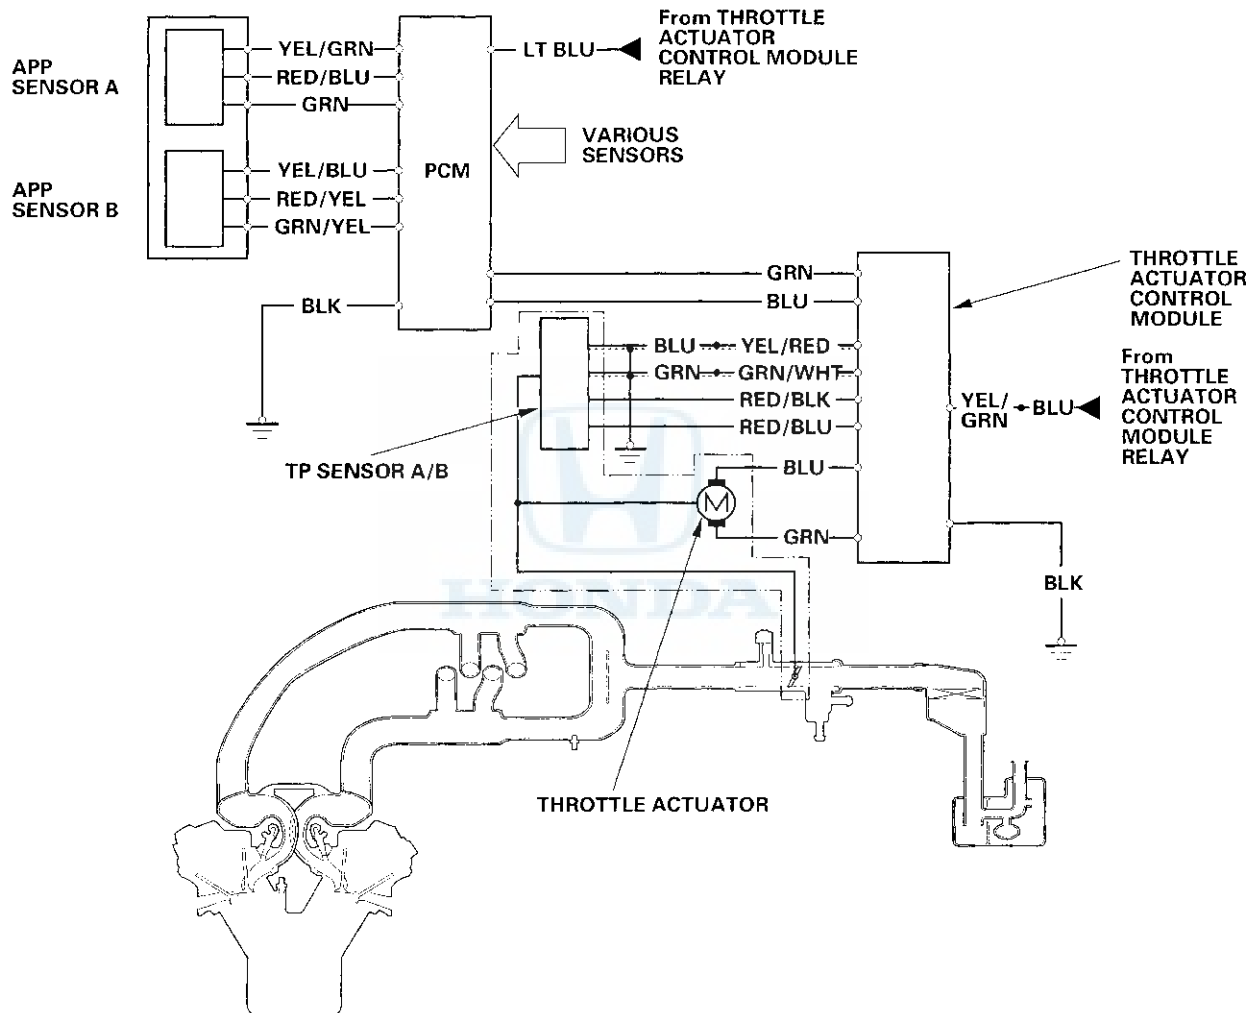 From THROTTLE
ACTUATOR
CONTROL MODULE
RELAY
LT BLU
APP
SENSOR A
YEL/GRN
RED/BLU
GRN
VARIOUS
SENSORS
PCM
APP
SENSOR B
YEL/BLU
RED/YEL
GRN/YEL
BLK
GRN
BLU
THROTTLE
ACTUATOR
CONTROL
MODULE
BLU
YEL/RED
GRN
GRN/WHT
RED/BLK
RED/BLU
From
THROTTLE
ACTUATOR
CONTROL
MODULE
RELAY
YEL/
GRN
BLU
TP SENSOR A/B
BLU
M
GRN
BLK
HONDA
THROTTLE ACTUATOR